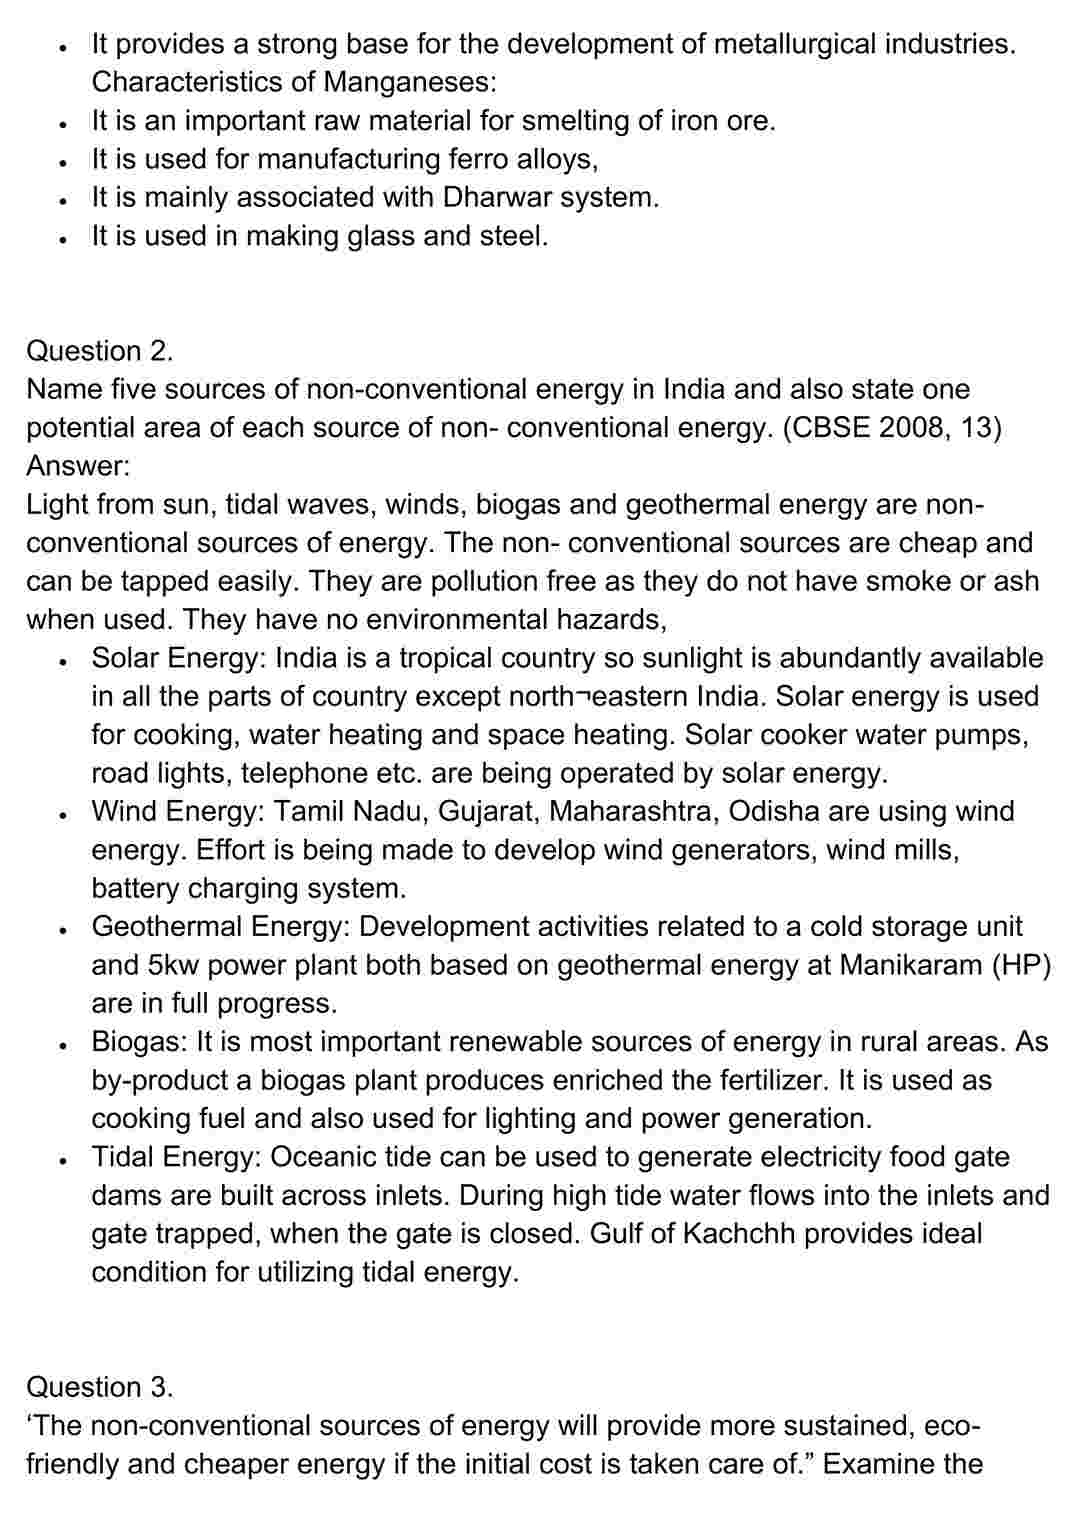 • It provides a strong base for the development of metallurgical industries.
Characteristics of Manganeses:
• It is an important raw material for smelting of iron ore.
• It is used for manufacturing ferro alloys,
• It is mainly associated with Dharwar system.
• It is used in making glass and steel.
Question 2.
Name five sources of non-conventional energy in India and also state one
potential area of each source of non- conventional energy. (CBSE 2008, 13)
Answer:
Light from sun, tidal waves, winds, biogas and geothermal energy are non-
conventional sources of energy. The non- conventional sources are cheap and
can be tapped easily. They are pollution free as they do not have smoke or ash
when used. They have no environmental hazards,
• Solar Energy: India is a tropical country so sunlight is abundantly available
in all the parts of country except north¬eastern India. Solar energy is used
for cooking, water heating and space heating. Solar cooker water pumps,
road lights, telephone etc. are being operated by solar energy.
• Wind Energy: Tamil Nadu, Gujarat, Maharashtra, Odisha are using wind
energy. Effort is being made to develop wind generators, wind mills,
battery charging system.
• Geothermal Energy: Development activities related to a cold storage unit
and 5kw power plant both based on geothermal energy at Manikaram (HP)
are in full progress.
• Biogas: It is most important renewable sources of energy in rural areas. As
by-product a biogas plant produces enriched the fertilizer. It is used as
cooking fuel and also used for lighting and power generation.
• Tidal Energy: Oceanic tide can be used to generate electricity food gate
dams are built across inlets. During high tide water flows into the inlets and
gate trapped, when the gate is closed. Gulf of Kachchh provides ideal
condition for utilizing tidal energy.
Question 3.
‘The non-conventional sources of energy will provide more sustained, eco-
friendly and cheaper energy if the initial cost is taken care of.” Examine the